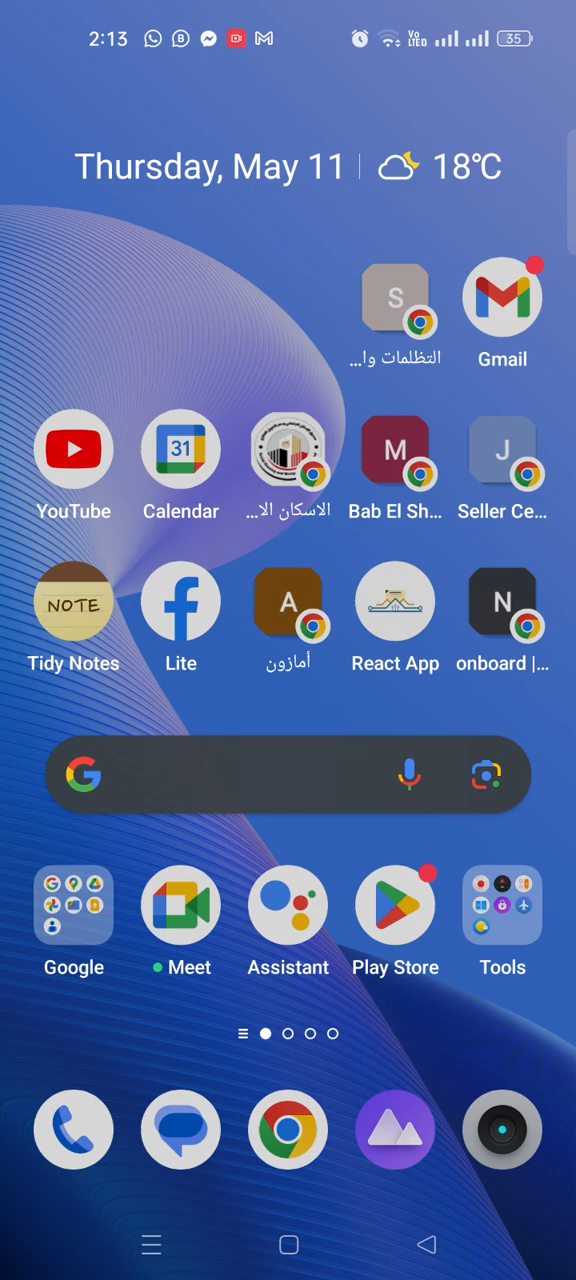 2:13
35
Thursday, May 11 18°C
S
التظلمات وا...
Gmail
31
M
J
YouTube
Calendar
الاسكان الا...
Bab El Sh...
Seller Ce...
NOTE
A
N
Tidy Notes
Lite
أمازون
React App
onboard |...
Google
Meet
Assistant
Play Store
Tools